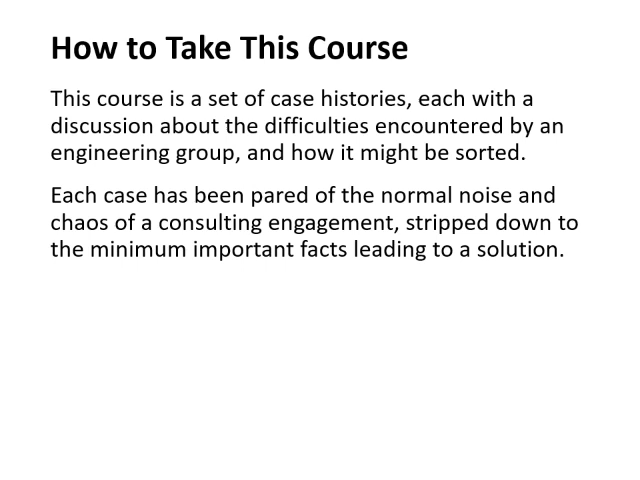 How to Take This Course
This course is a set of case histories, each with a
discussion about the difficulties encountered by an
engineering group, and how it might be sorted.
Each case has been pared of the normal noise and
chaos of a consulting engagement, stripped down to
the minimum important facts leading to a solution.